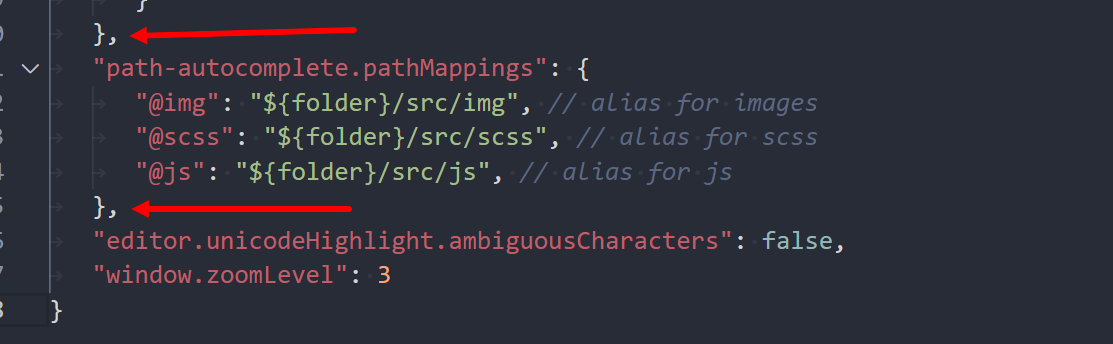 }
},
"path-autocomplete.pathMappings": {
"@img": "${folder}/src/img", // alias for images
"@scss": "${folder}/src/scss", // alias for scss
"@js": "${folder}/src/js", // alias for js
},
"editor.unicodeHighlight.ambiguousCharacters": false,
"window.zoomLevel": 3
}